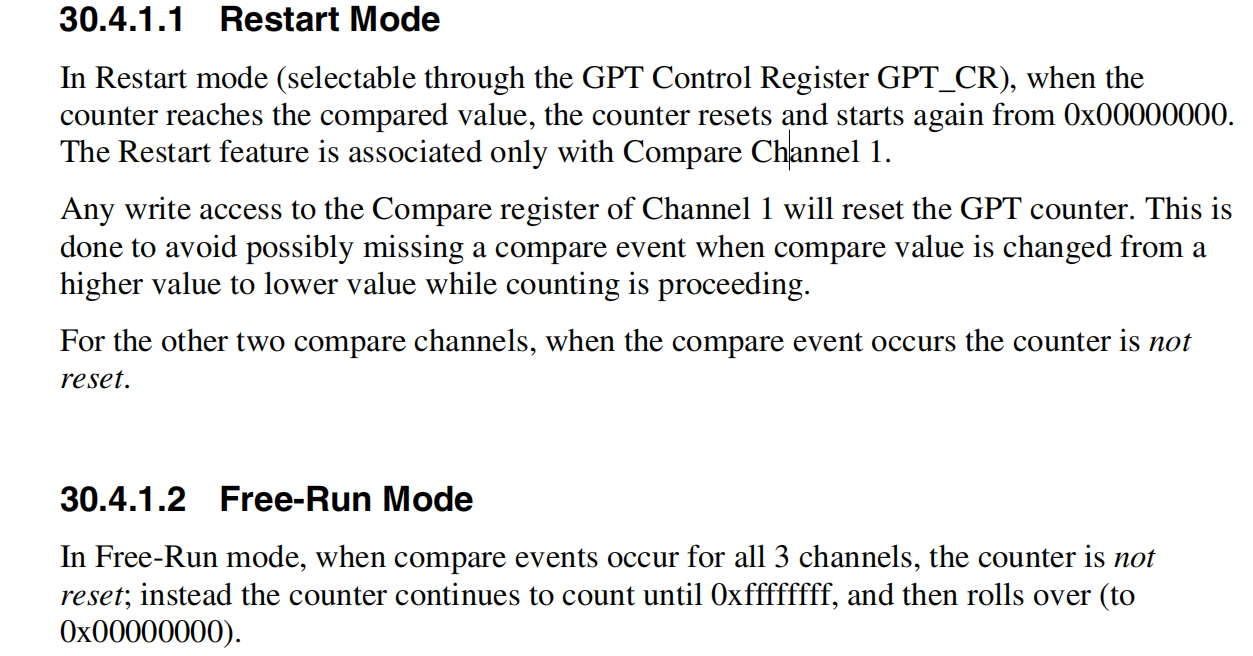 30.4.1.1 Restart Mode
In Restart mode (selectable through the GPT Control Register GPT_CR), when the
counter reaches the compared value, the counter resets and starts again from 0x00000000.
The Restart feature is associated only with Compare Channel 1.
Any write access to the Compare register of Channel 1 will reset the GPT counter. This is
done to avoid possibly missing a compare event when compare value is changed from a
higher value to lower value while counting is proceeding.
For the other two compare channels, when the compare event occurs the counter is not
reset.
30.4.1.2 Free-Run Mode
In Free-Run mode, when compare events occur for all 3 channels, the counter is not
reset; instead the counter continues to count until 0xffffffff, and then rolls over (to
0x00000000).